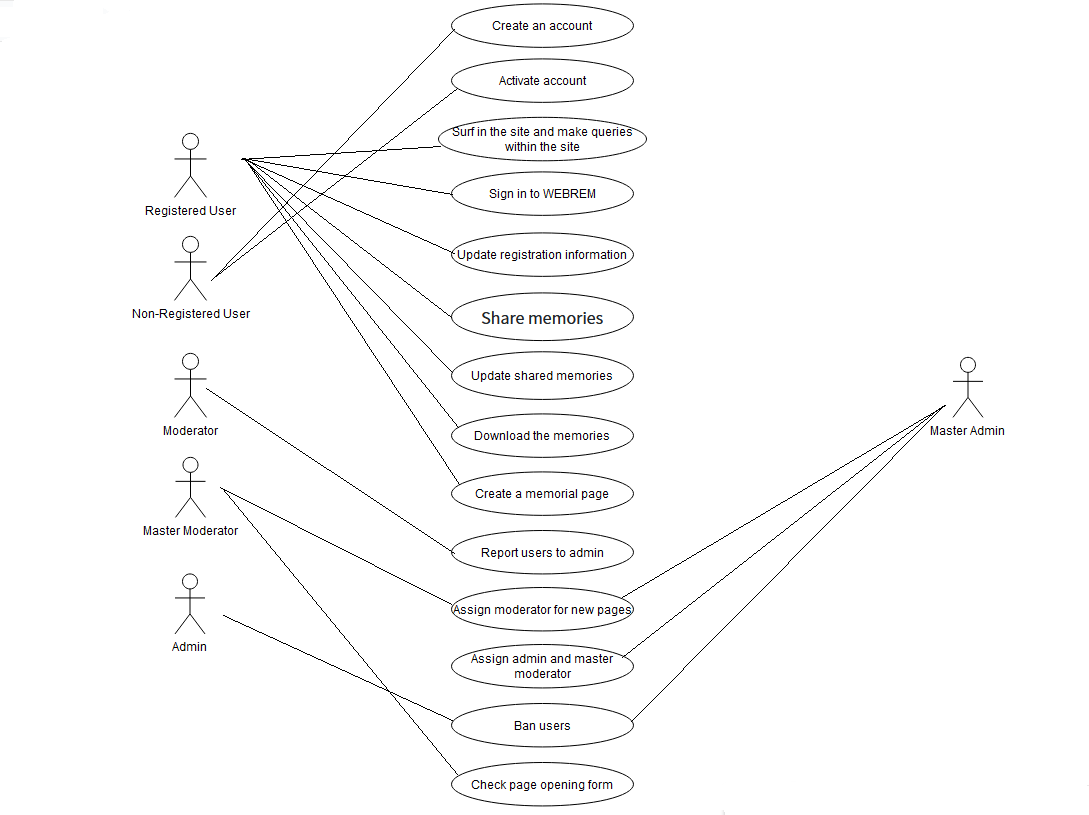 Create an account
Activate account
Surf in the site and make queries
within the site
Sign in to WEBREM
Registered User
Update registration information
Non-Registered User
Share memories
Update shared memories
Moderator
Master Admin
Download the memories
Create a memorial page
Master Moderator
Report users to admin
Assign moderator for new pages
Admin
Assign admin and master
moderator
Ban users
Check page opening form